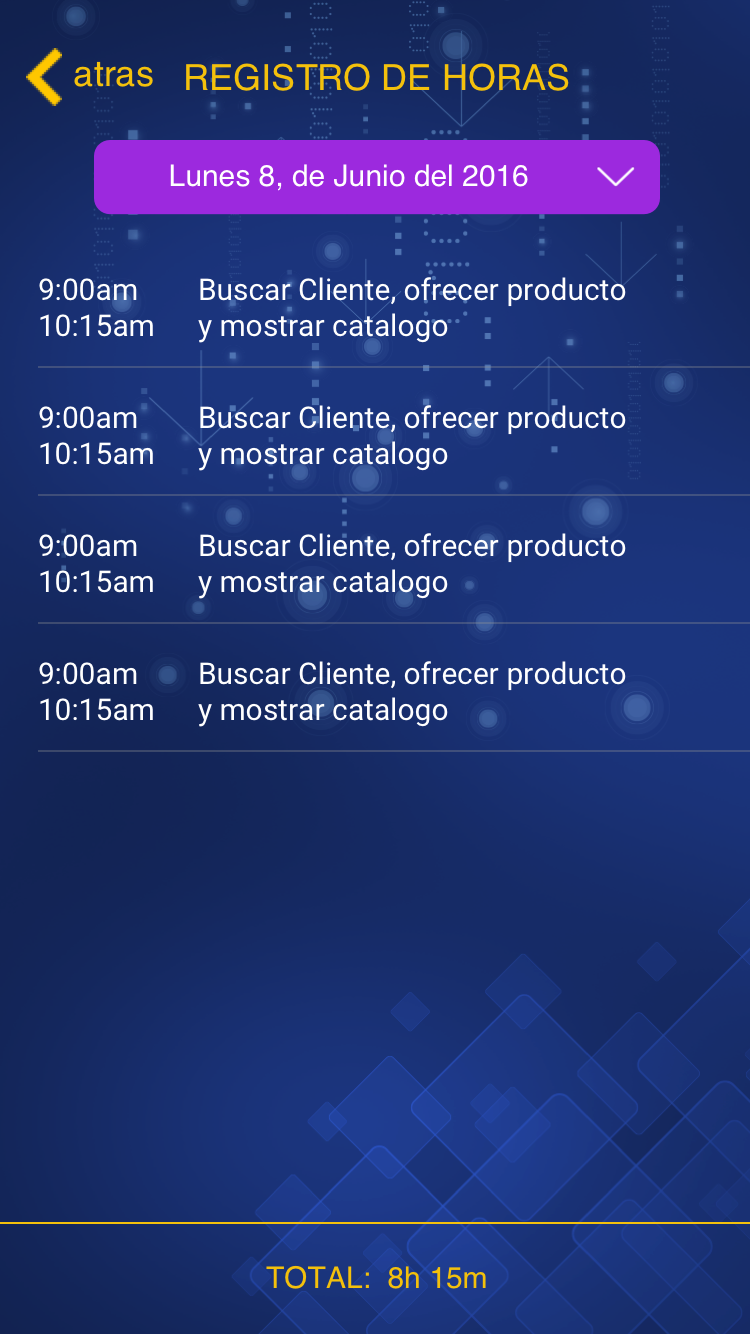 atras REGISTRO DE HORAS
Lunes 8, de Junio del 2016
9:00am Buscar Cliente, ofrecer producto
10:15am y mostrar catalogo
9:00am Buscar Cliente, ofrecer producto
10:15am y mostrar catalogo
9:00am Buscar Cliente, ofrecer producto
10:15am y mostrar catalogo
9:00am Buscar Cliente, ofrecer producto
10:15am y mostrar catalogo
TOTAL: 8h 15m